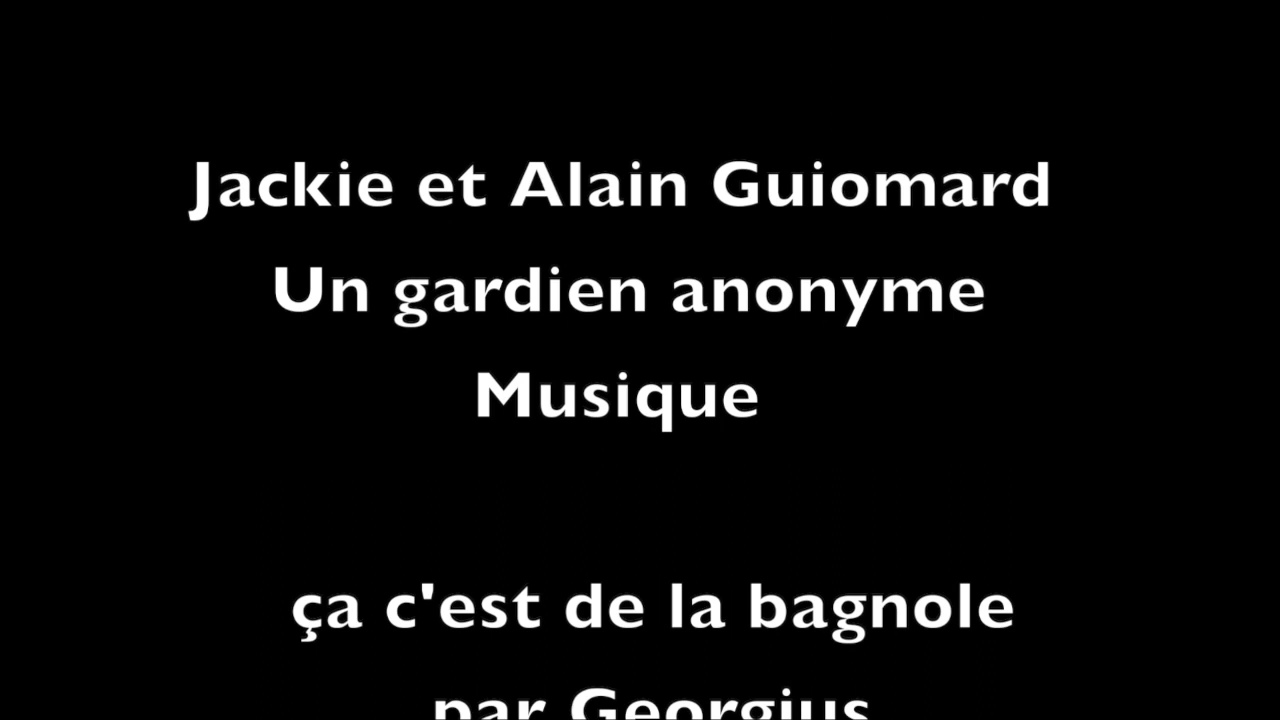 Jackie et Alain Guiomard
Un gardien anonyme
Musique
ça c'est de la bagnole
par Georgius